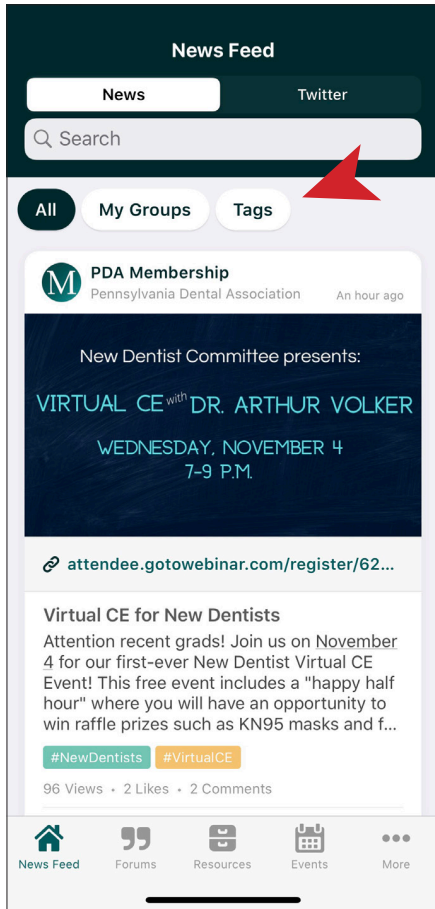 News Feed
News
Twitter
Search
All
My Groups
Tags
M
PDA Membership
Pennsylvania Dental Association
An hour ago
New Dentist Committee presents:
VIRTUAL CE with DR. ARTHUR VOLKER
WEDNESDAY, NOVEMBER 4
7-9 P.M.
attendee.gotowebinar.com/register/62...
Virtual CE for New Dentists
Attention recent grads! Join us on November
4 for our first-ever New Dentist Virtual CE
Event! This free event includes a "happy half
hour" where you will have an opportunity to
win raffle prizes such as KN95 masks and f...
#NewDentists #VirtualCE
96 Views • 2 Likes • 2 Comments
News Feed
Forums
Resources
Events
More